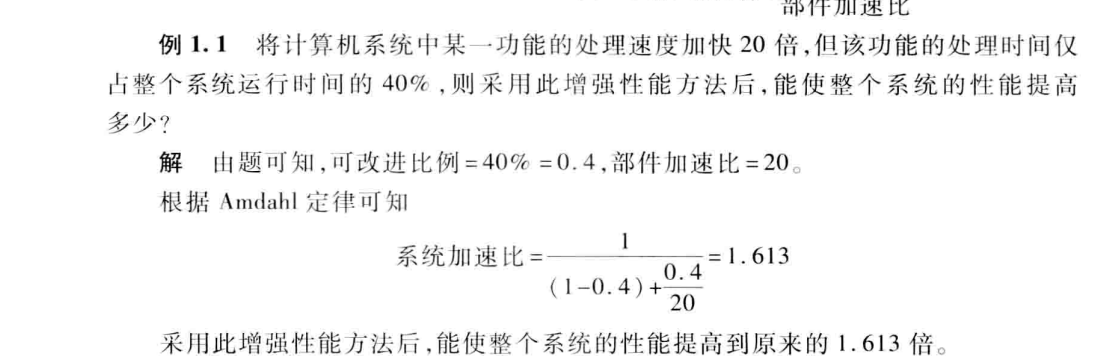 部件加速比
例 1.1 将计算机系统中某一功能的处理速度加快 20 倍,但该功能的处理时间仅
占整个系统运行时间的 40%,则采用此增强性能方法后,能使整个系统的性能提高
多少?
解 由题可知,可改进比例=40% =0.4,部件加速比=20。
根据 Amdahl 定律可知
系统加速比= 1 / ((1-0.4)+0.4/20) =1.613
采用此增强性能方法后,能使整个系统的性能提高到原来的 1.613 倍。